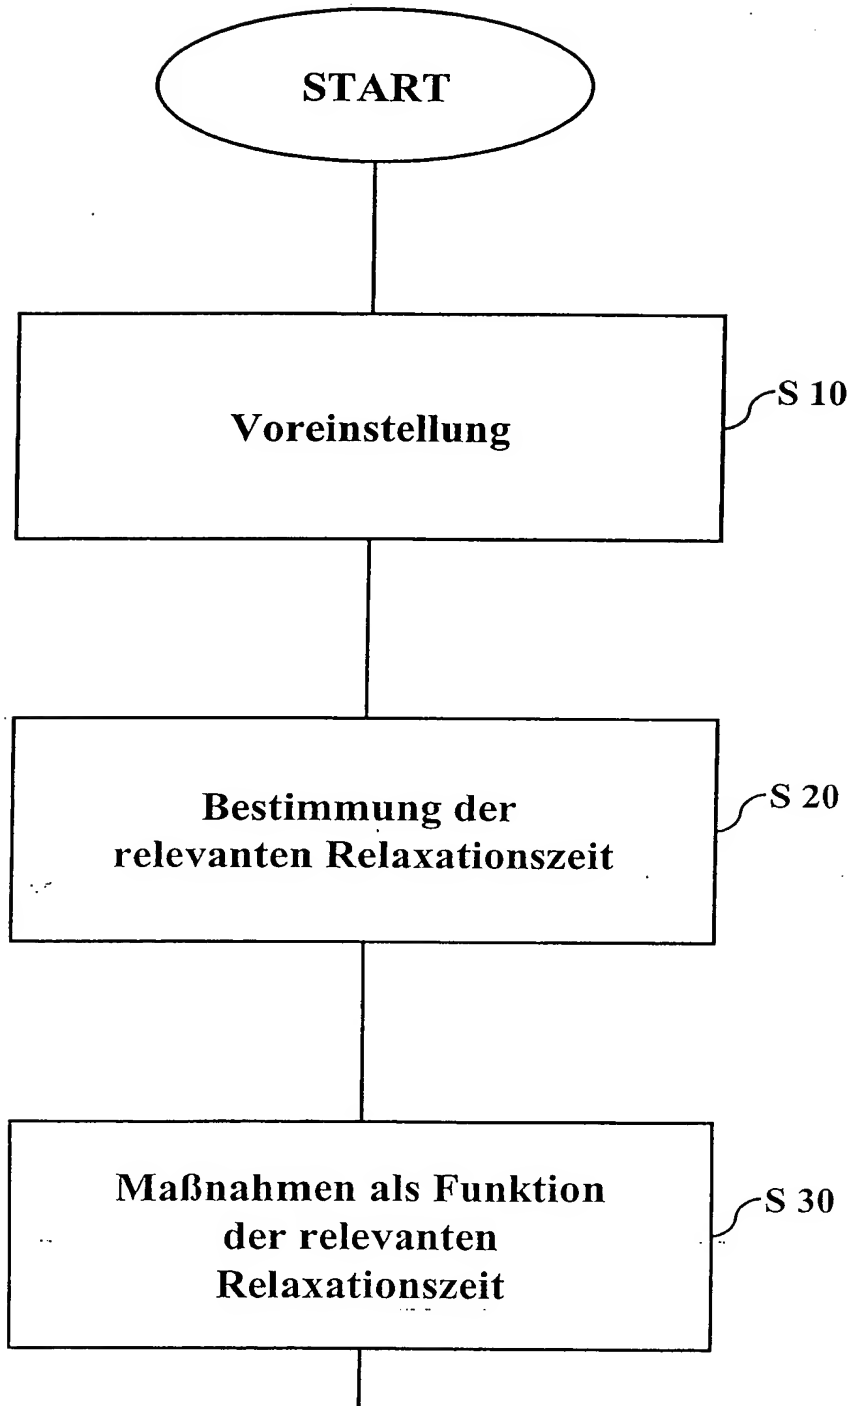 START
Voreinstellung
S 10
Bestimmung der
relevanten Relaxationszeit
S 20
Maßnahmen als Funktion
der relevanten
Relaxationszeit
S 30